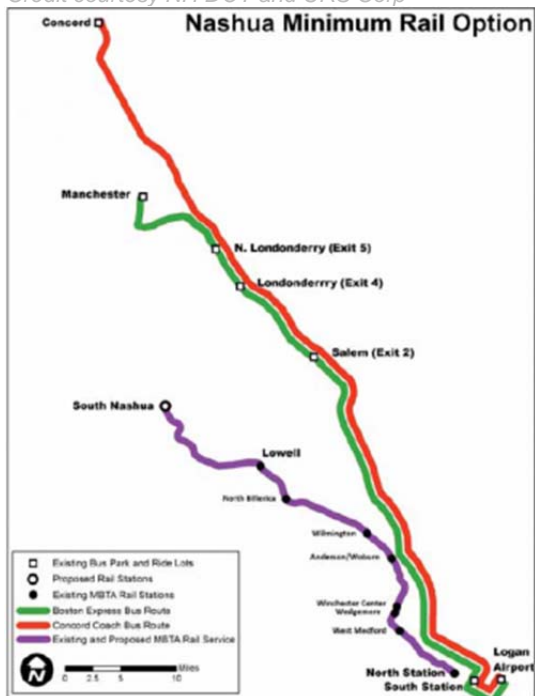 Credit courtesy NH DOT and URS Corp
Nashua Minimum Rail Option
Concord
Manchester
N. Londonderry (Exit 5)
Londonderrry (Exit 4)
Salem (Exit 2)
South Nashua
Lowell
North Billerica
Wilmington
Anderson/Woburn
Winchester Center
Wedgemere
West Medford
Logan
Airport
North Station
South Station
Existing Bus Park and Ride Lots
Proposed Rail Stations
Existing MBTA Rail Stations
Boston Express Bus Route
Concord Coach Bus Route
Existing and Proposed MBTA Rail Service
Miles
0 2.5 5 10